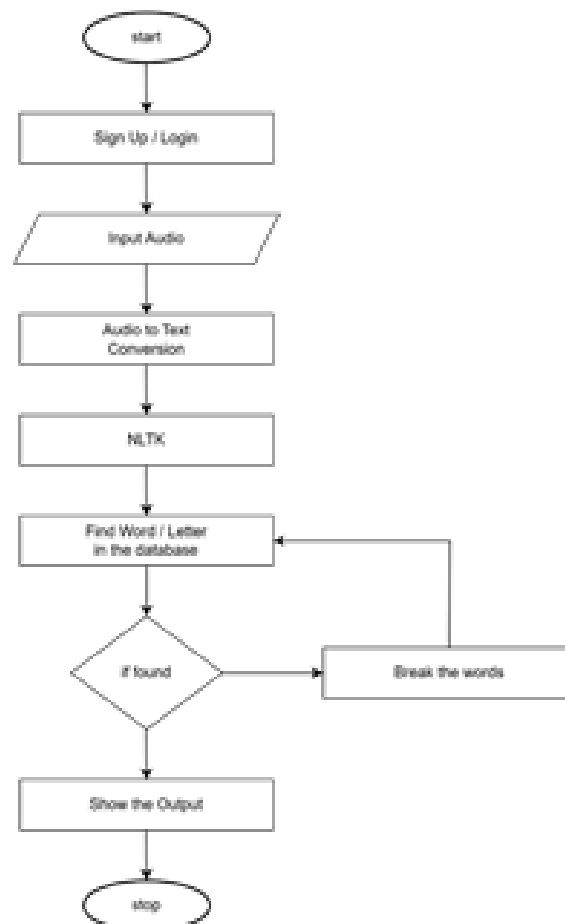 start
Sign Up / Login
Input Audio
Audio to Text
Conversion
NLTK
Find Word / Letter
in the database
if found
Break the words
Show the Output
stop